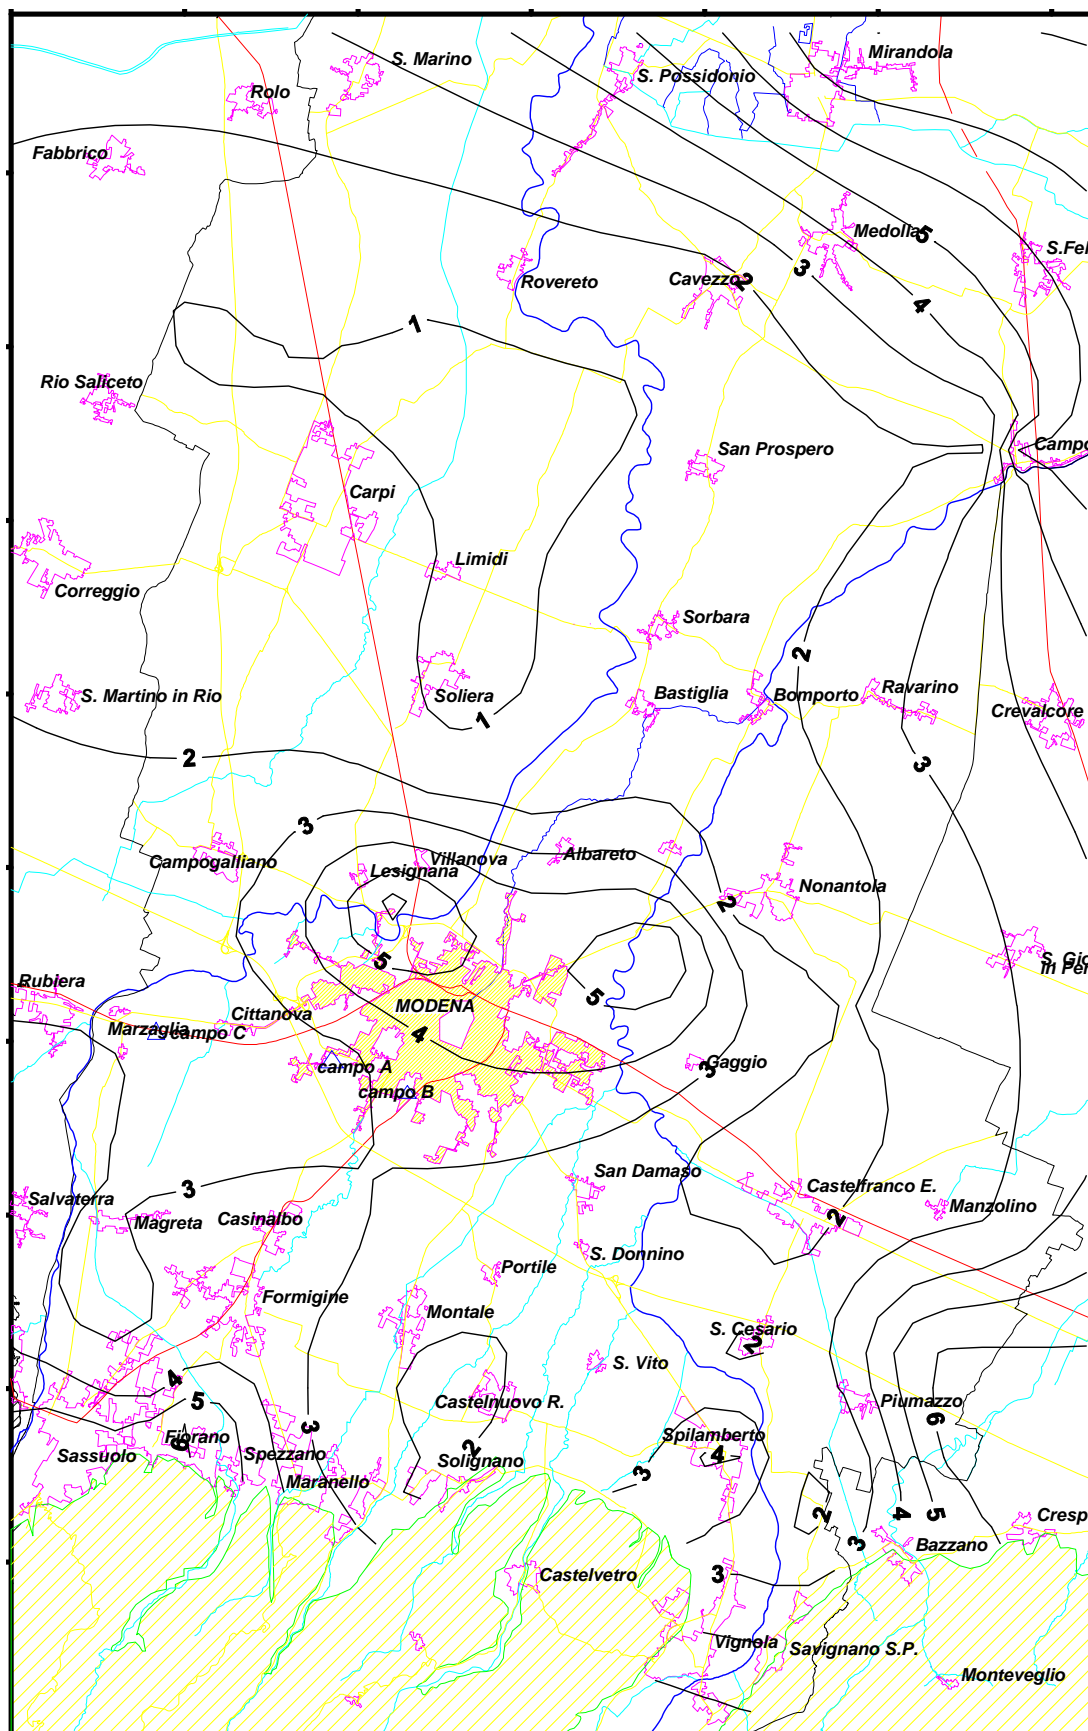 Mirandola
S. Marino
S. Possidonio
Rolo
Fabbrico
5
Medolla
S.Fel
3
Cavezzo
2
Rovereto
4
1
Rio Saliceto
Campo
San Prospero
Carpi
Limidi
Correggio
Sorbara
2
S. Martino in Rio
Soliera
Bastiglia
Bomporto
Ravarino
Crevalcore
1
2
3
3
Villanova
Albareto
Campogalliano
Lesignana
Nonantola
2
S. Gio
in Per
5
Rubiera
5
MODENA
Cittanova
Marzaglia
campo C
4
campo A
Gaggio
3
campo B
San Damaso
3
Castelfranco E.
Salvaterra
Manzolino
Magreta
Casinalbo
2
S. Donnino
Portile
Formigine
Montale
S. Cesario
2
S. Vito
4
5
Castelnuovo R.
Piumazzo
6
3
Fiorano
6
Spilamberto
2
4
Sassuolo
Spezzano
Solignano
3
Maranello
2
4
5
Cresp
3
Bazzano
Castelvetro
3
Vignola
Savignano S.P.
Monteveglio